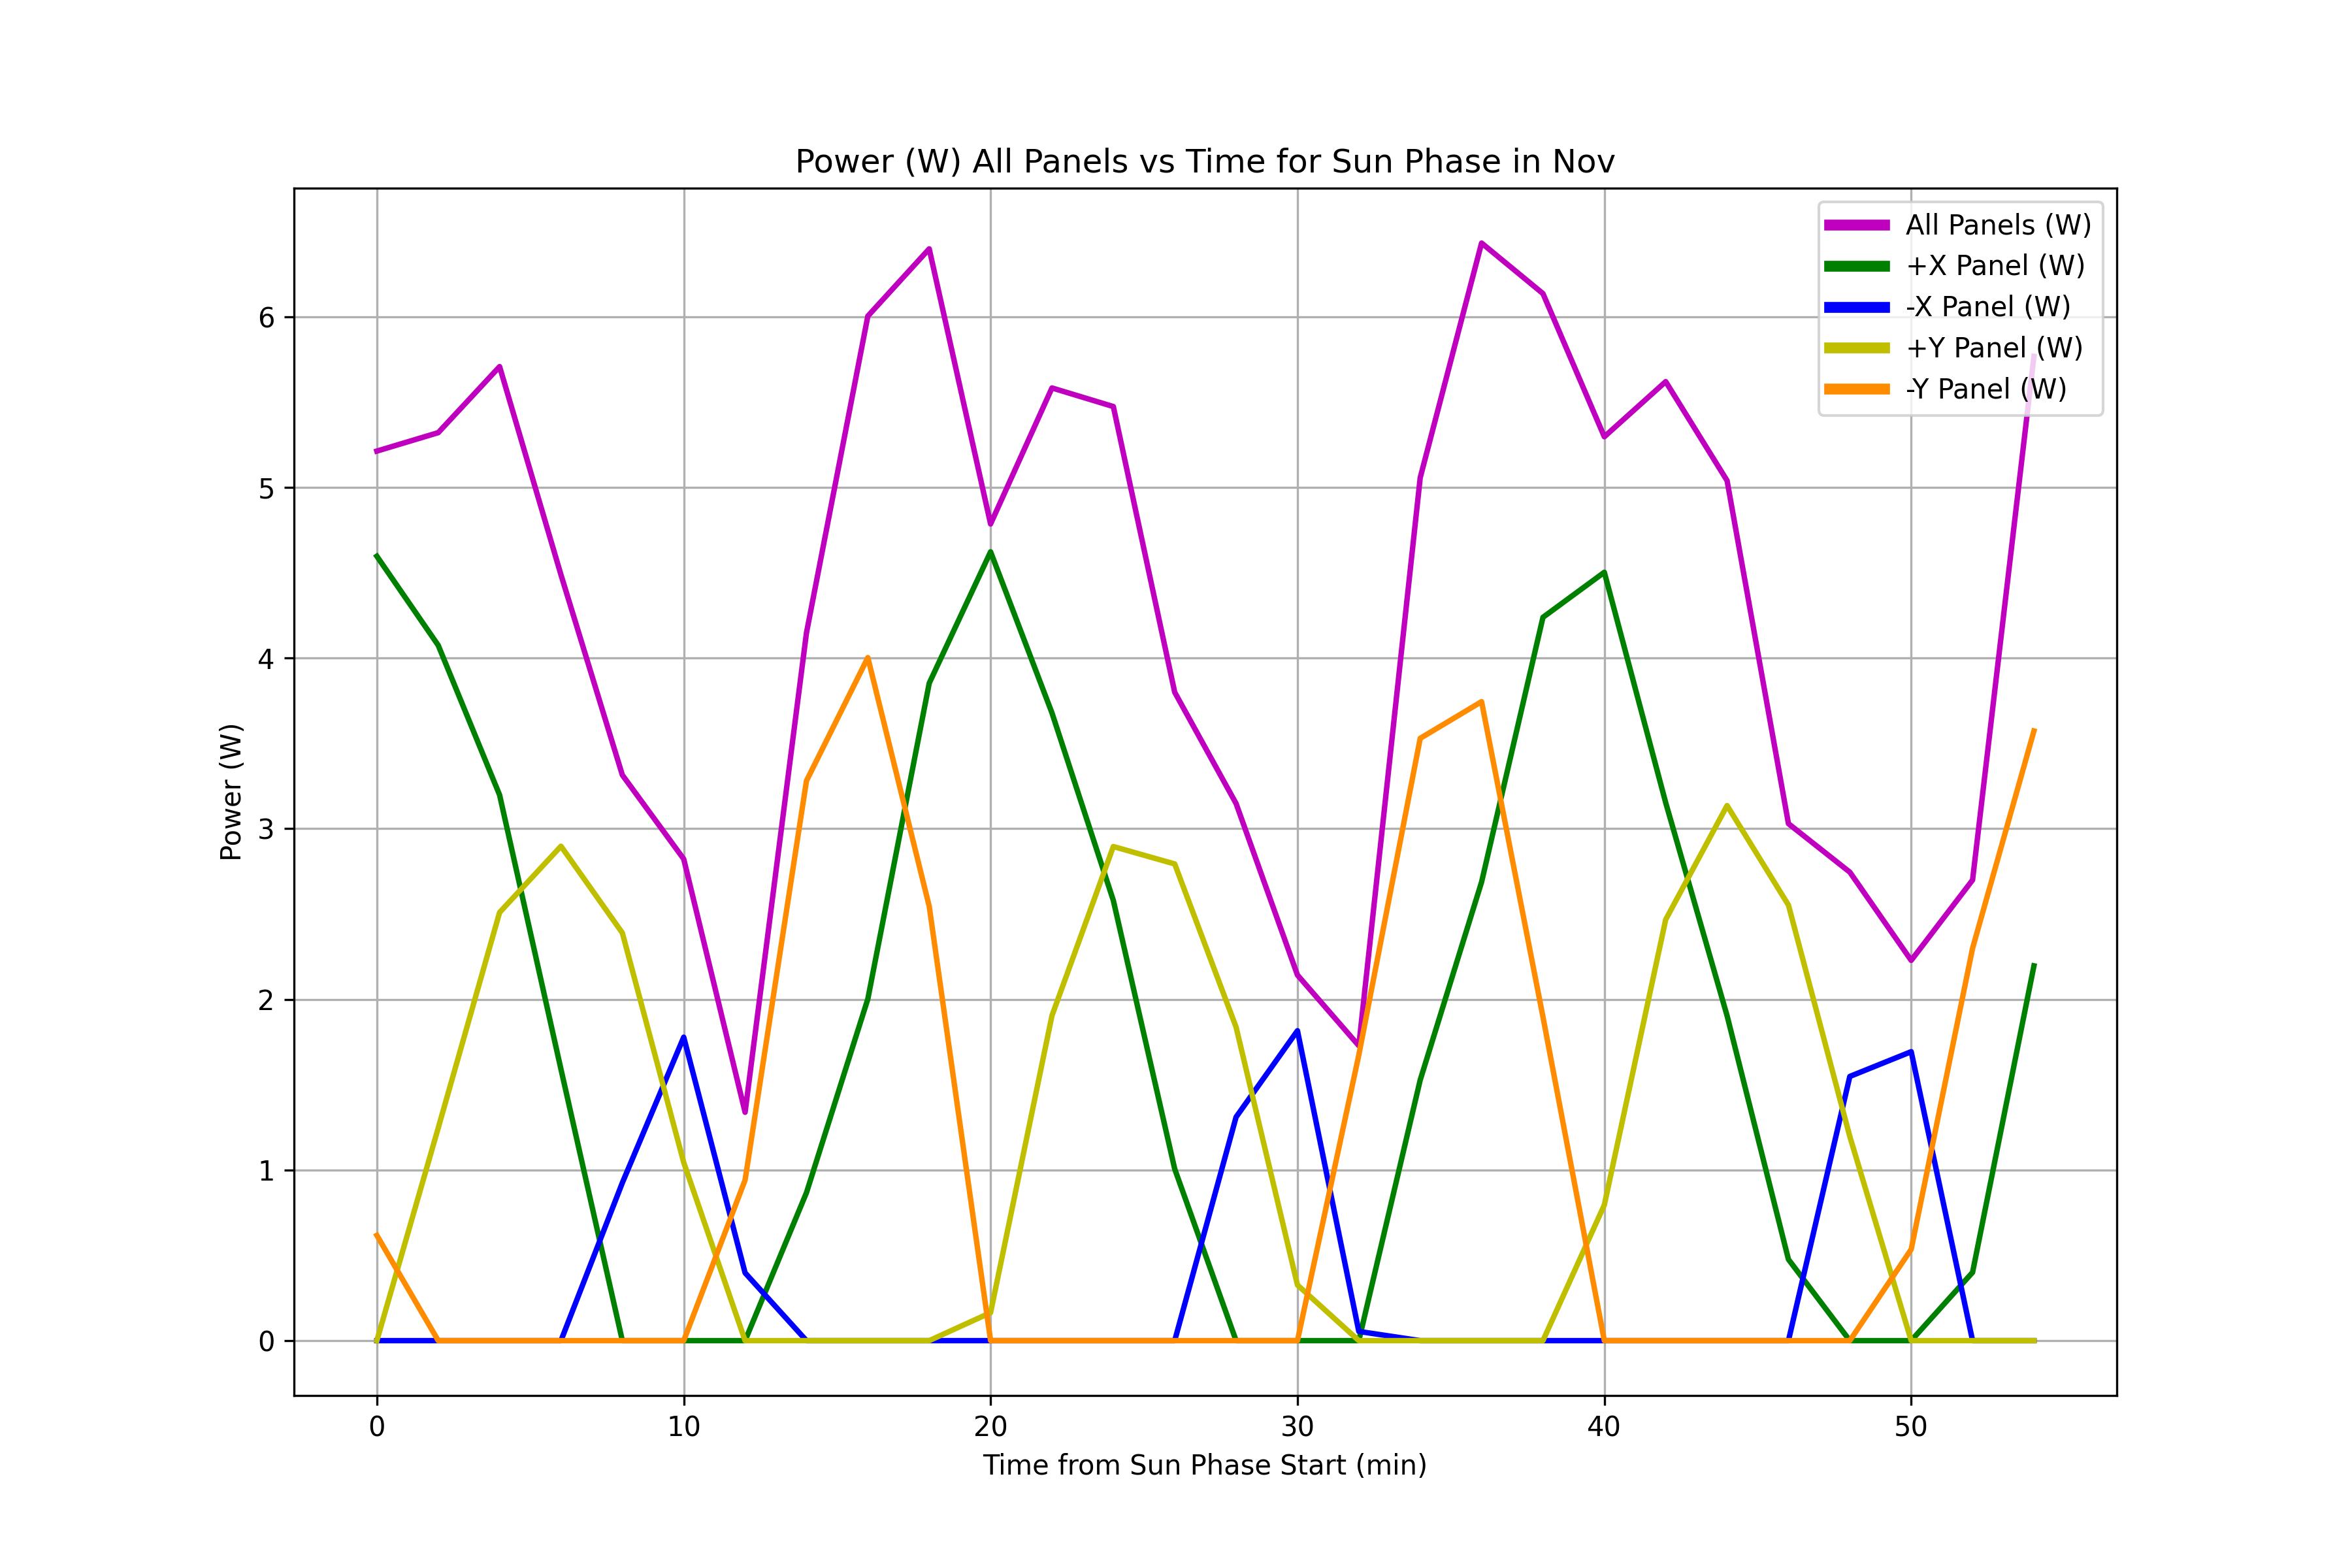 Power (W) All Panels vs Time for Sun Phase in Nov
All Panels (W)
+X Panel (W)
-X Panel (W)
+Y Panel (W)
-Y Panel (W)
Power (W)
6
5
4
3
2
1
0
0 10 20 30 40 50
Time from Sun Phase Start (min)